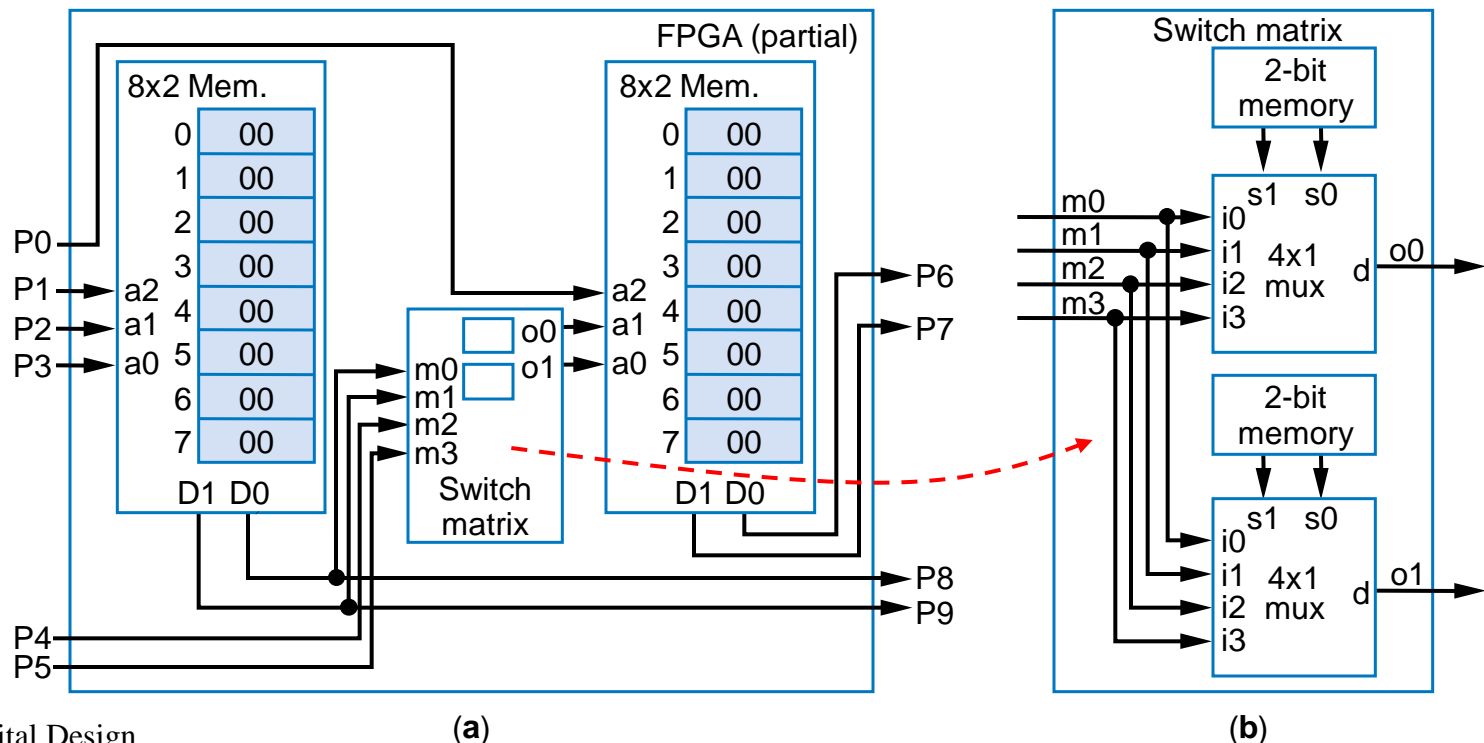 FPGA (partial)
8x2 Mem.
0 00
1 00
2 00
3 00
4 00
5 00
6 00
7 00
a2
a1
a0
D1 D0
P0
P1
P2
P3
P4
P5
o0
o1
m0
m1
m2
m3
Switch
matrix
8x2 Mem.
0 00
1 00
2 00
3 00
4 00
5 00
6 00
7 00
a2
a1
a0
D1 D0
P6
P7
P8
P9
(a)
Switch matrix
2-bit
memory
s1 s0
m0
m1
m2
m3
i0
i1
i2
i3
4x1
mux
d
o0
2-bit
memory
s1 s0
i0
i1
i2
i3
4x1
mux
d
o1
(b)
ital Design